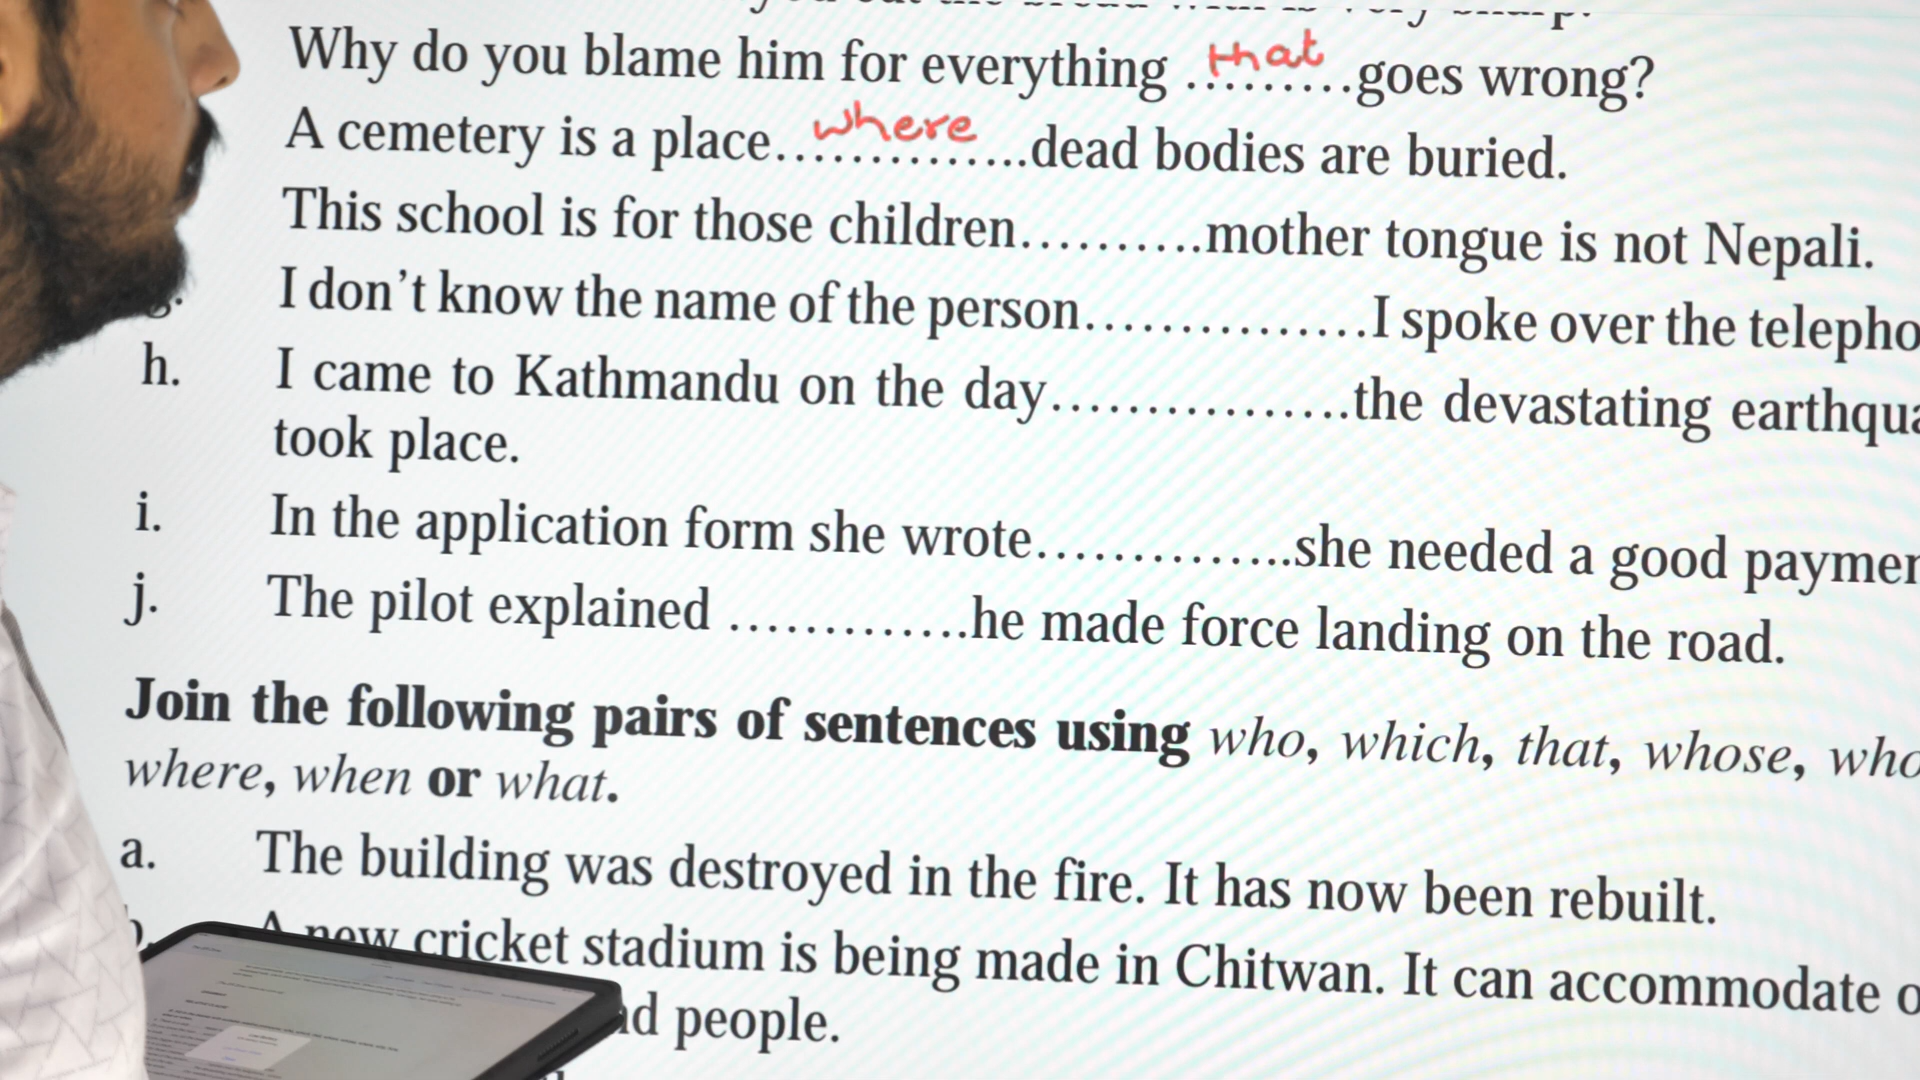 Why do you blame him for everything that .........goes wrong?
A cemetery is a place.............. where dead bodies are buried.
This school is for those children..........mother tongue is not Nepali.
g. I don't know the name of the person...............I spoke over the
h. I came to Kathmandu on the day................the devastating
took place.
i. In the application form she wrote..............she needed a good
j. The pilot explained .............he made force landing on the road.
Join the following pairs of sentences using who, which, that, whose,
where, when or what.
a. The building was destroyed in the fire. It has now been rebuilt.
A new cricket stadium is being made in Chitwan. It can accommodate
people.